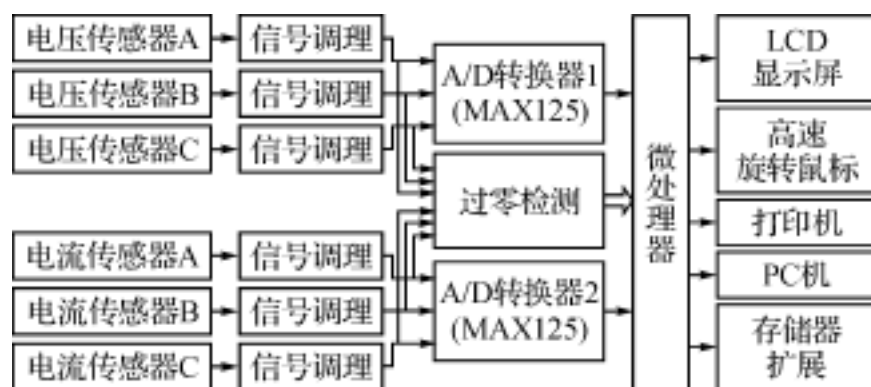 电压传感器A
信号调理
电压传感器B
信号调理
电压传感器C
信号调理
电流传感器A
信号调理
电流传感器B
信号调理
电流传感器C
信号调理
A/D转换器1
(MAX125)
过零检测
A/D转换器2
(MAX125)
微处理器
LCD
显示屏
高速
旋转鼠标
打印机
PC机
存储器
扩展